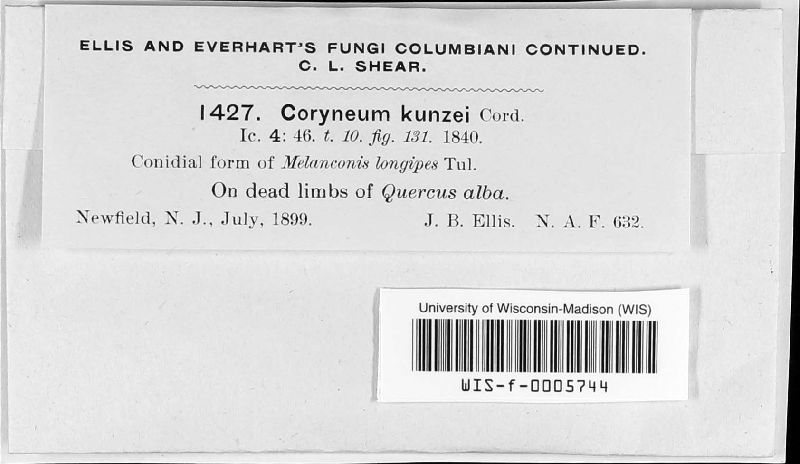 ELLIS AND EVERHART'S FUNGI COLUMBIANI CONTINUED.
C. L. SHEAR.
1427. Coryneum kunzei Cord.
Ic. 4: 46. t. 10. fig. 131. 1840.
Conidial form of Melanconis longipes Tul.
On dead limbs of Quercus alba.
Newfield, N. J., July, 1899. J. B. Ellis. N. A. F. 632.
University of Wisconsin-Madison (WIS)
WIS-f-0005744